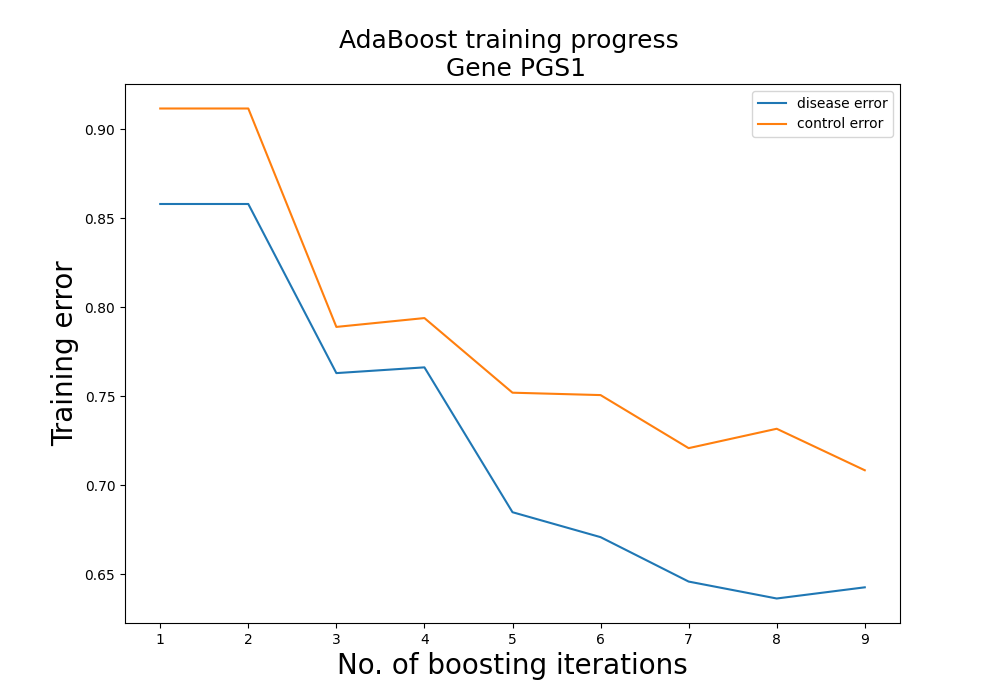 AdaBoost training progress
Gene PGS1
disease error
control error
Training error
0.90
0.85
0.80
0.75
0.70
0.65
1 2 3 4 5 6 7 8 9
No. of boosting iterations